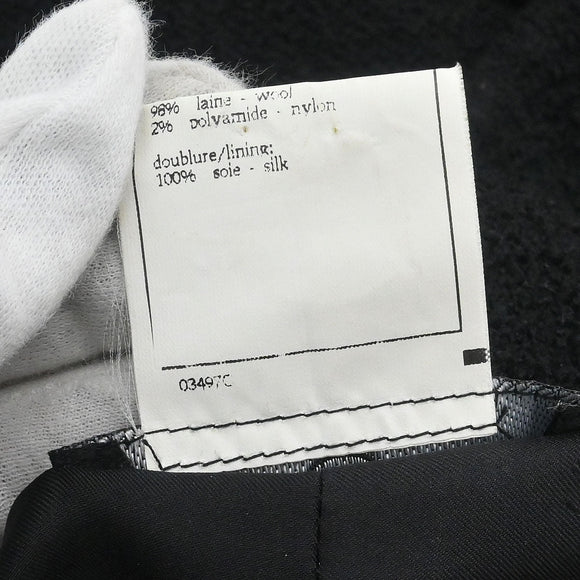 98% laine - wool
2% polyamide - nylon
doublure/lining:
100% soie - silk
03497C